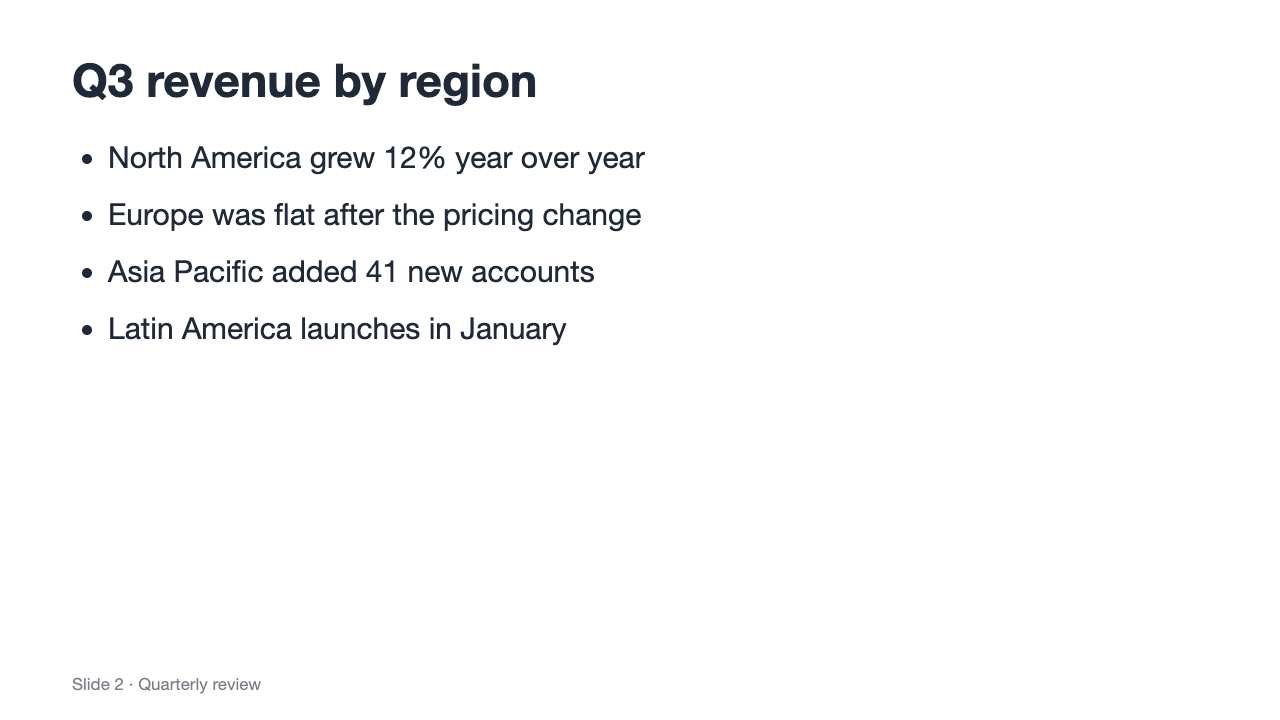 Q3 revenue by region
• North America grew 12% year over year
• Europe was flat after the pricing change
• Asia Pacific added 41 new accounts
• Latin America launches in January
Slide 2 · Quarterly review